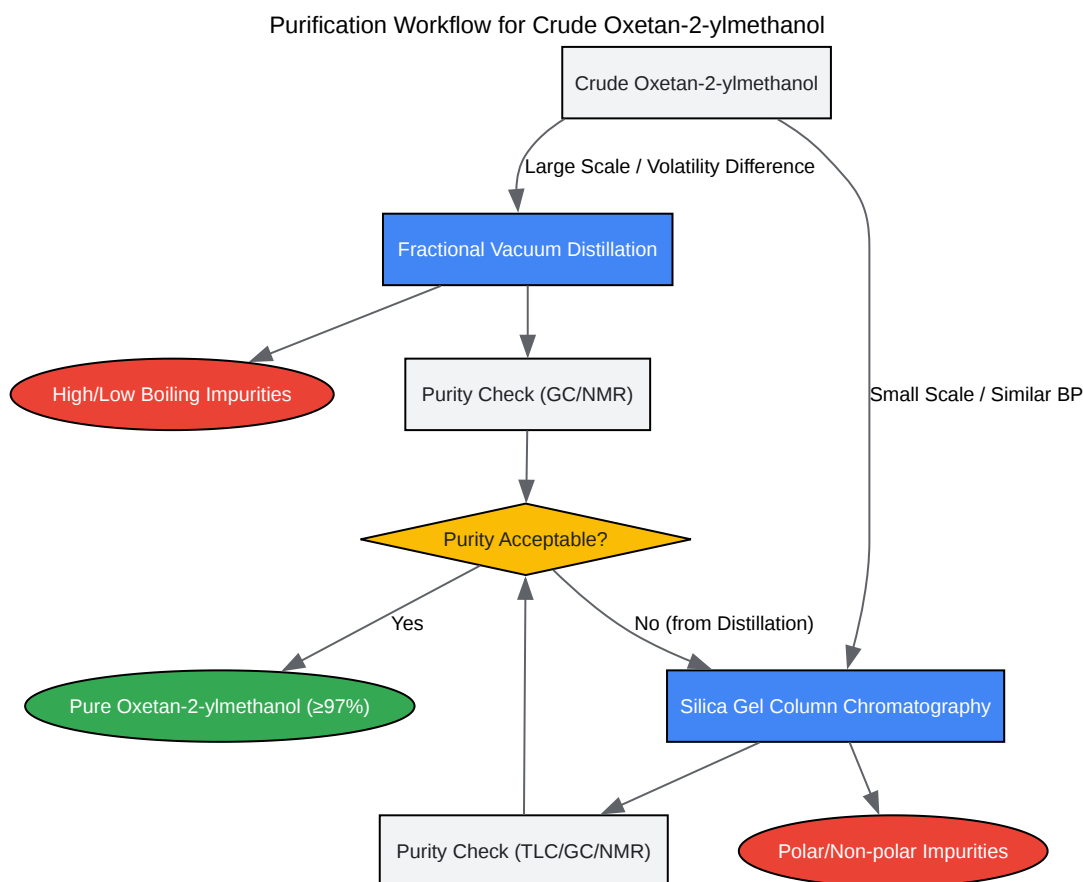 Purification Workflow for Crude Oxetan-2-ylmethanol
Crude Oxetan-2-ylmethanol
Large Scale / Volatility Difference
Fractional Vacuum Distillation
High/Low Boiling Impurities
Purity Check (GC/NMR)
Small Scale / Similar BP
Purity Acceptable?
Yes
No (from Distillation)
Pure Oxetan-2-ylmethanol (≥97%)
Silica Gel Column Chromatography
Purity Check (TLC/GC/NMR)
Polar/Non-polar Impurities